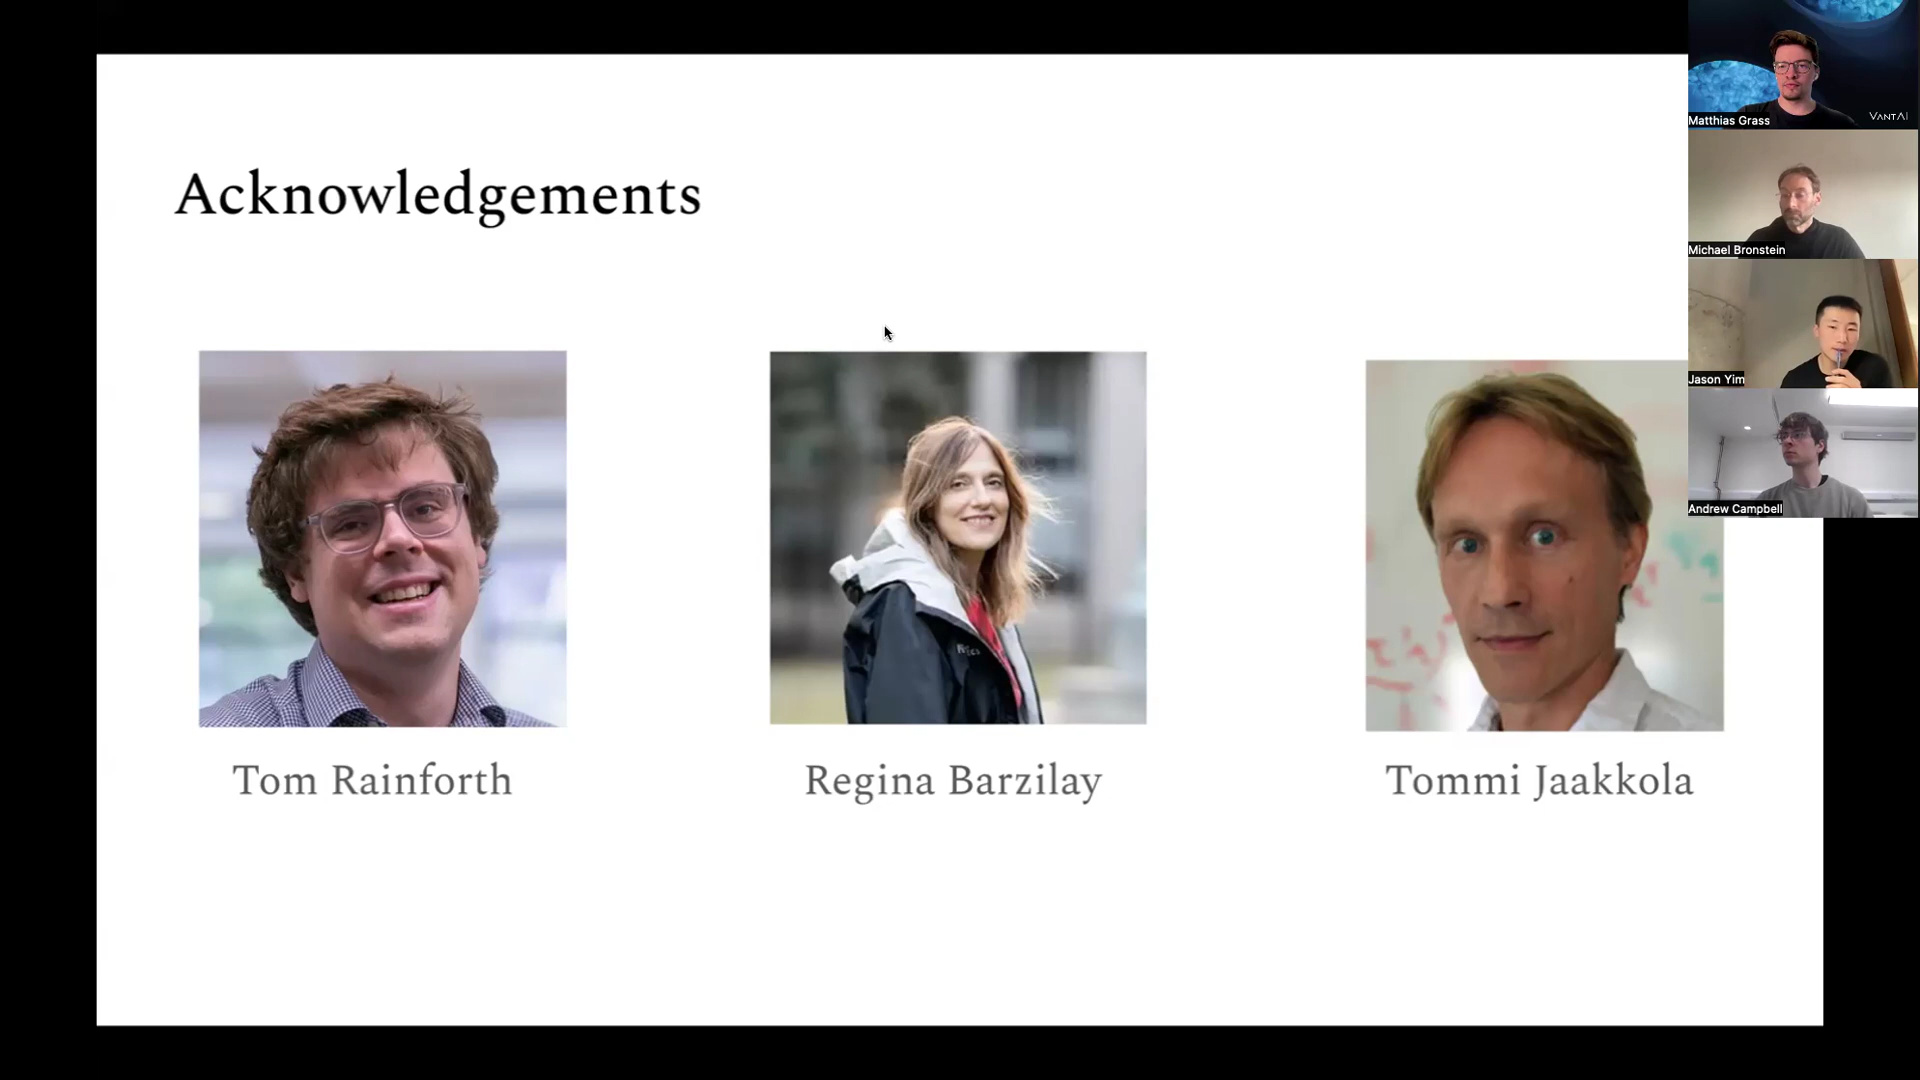 Acknowledgements
Tom Rainforth
Regina Barzilay
Tommi Jaakkola
Matthias Grass
VANTAI
Michael Bronstein
Jason Yim
Andrew Campbell